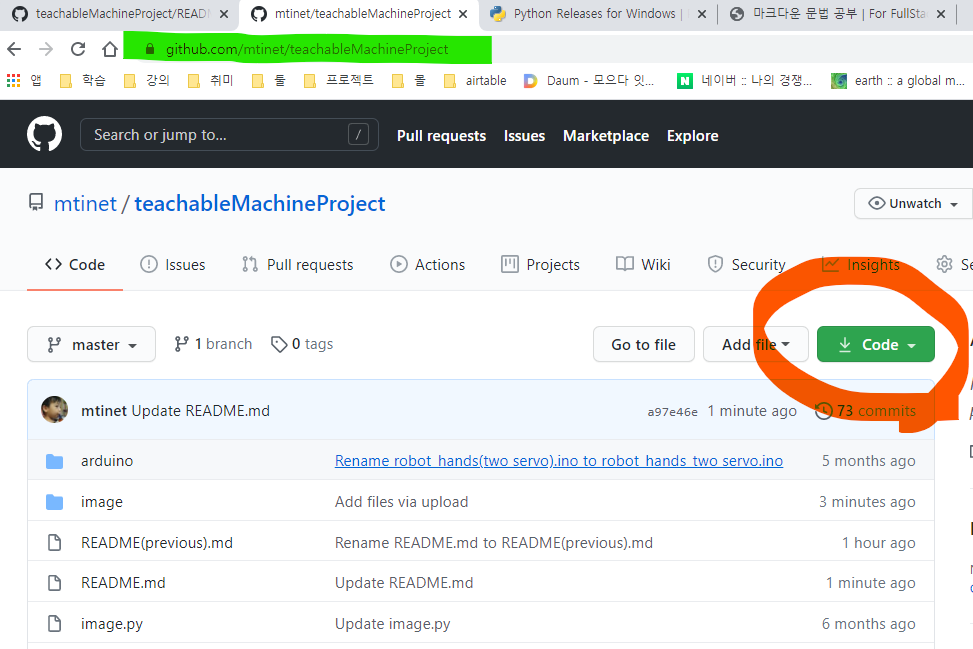 teachableMachineProject/READM
mtinet/teachableMachineProject
Python Releases for Windows |
마크다운 문법 공부 | For FullSta
github.com/mtinet/teachableMachineProject
앱 학습 강의 취미 툴 프로젝트 몰 airtable Daum - 모으다 잇... 네이버 :: 나의 경쟁... earth :: a global m...
Search or jump to... / Pull requests Issues Marketplace Explore
mtinet / teachableMachineProject Unwatch
Code Issues Pull requests Actions Projects Wiki Security Insights Se
master 1 branch 0 tags Go to file Add file Code
mtinet Update README.md a97e46e 1 minute ago 73 commits
arduino Rename robot_hands(two servo).ino to robot_hands_two servo.ino 5 months ago
image Add files via upload 3 minutes ago
README(previous).md Rename README.md to README(previous).md 1 hour ago
README.md Update README.md 1 minute ago
image.py Update image.py 6 months ago